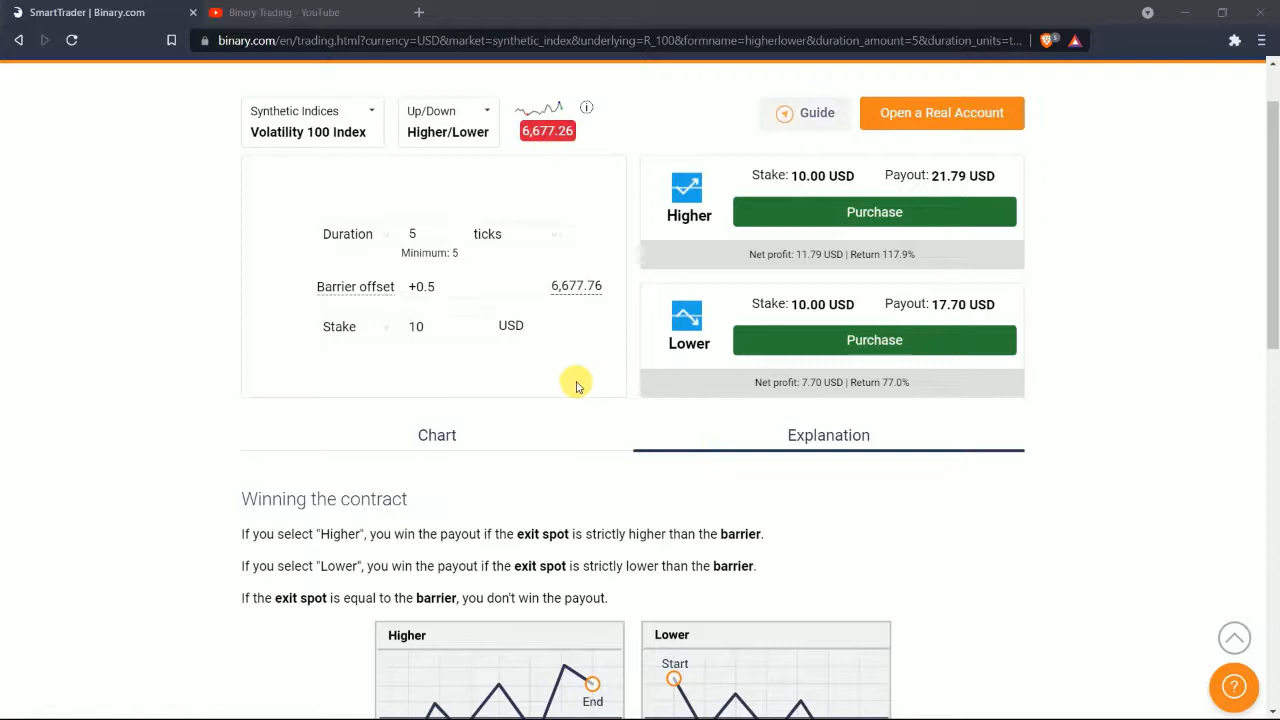 SmartTrader | Binary.com
Binary Trading - YouTube
binary.com/en/trading.html?currency=USD&market=synthetic_index&underlying=R_100&formname=higherlower&duration_amount=5&duration_units=t...
5
Synthetic Indices
Volatility 100 Index
Up/Down
Higher/Lower
6,677.26
Guide
Open a Real Account
Duration 5 ticks
Minimum: 5
Barrier offset +0.5 6,677.76
Stake 10 USD
Higher
Stake: 10.00 USD Payout: 21.79 USD
Purchase
Net profit: 11.79 USD | Return 117.9%
Lower
Stake: 10.00 USD Payout: 17.70 USD
Purchase
Net profit: 7.70 USD | Return 77.0%
Chart
Explanation
Winning the contract
If you select "Higher", you win the payout if the exit spot is strictly higher than the barrier.
If you select "Lower", you win the payout if the exit spot is strictly lower than the barrier.
If the exit spot is equal to the barrier, you don't win the payout.
Higher
End
Lower
Start